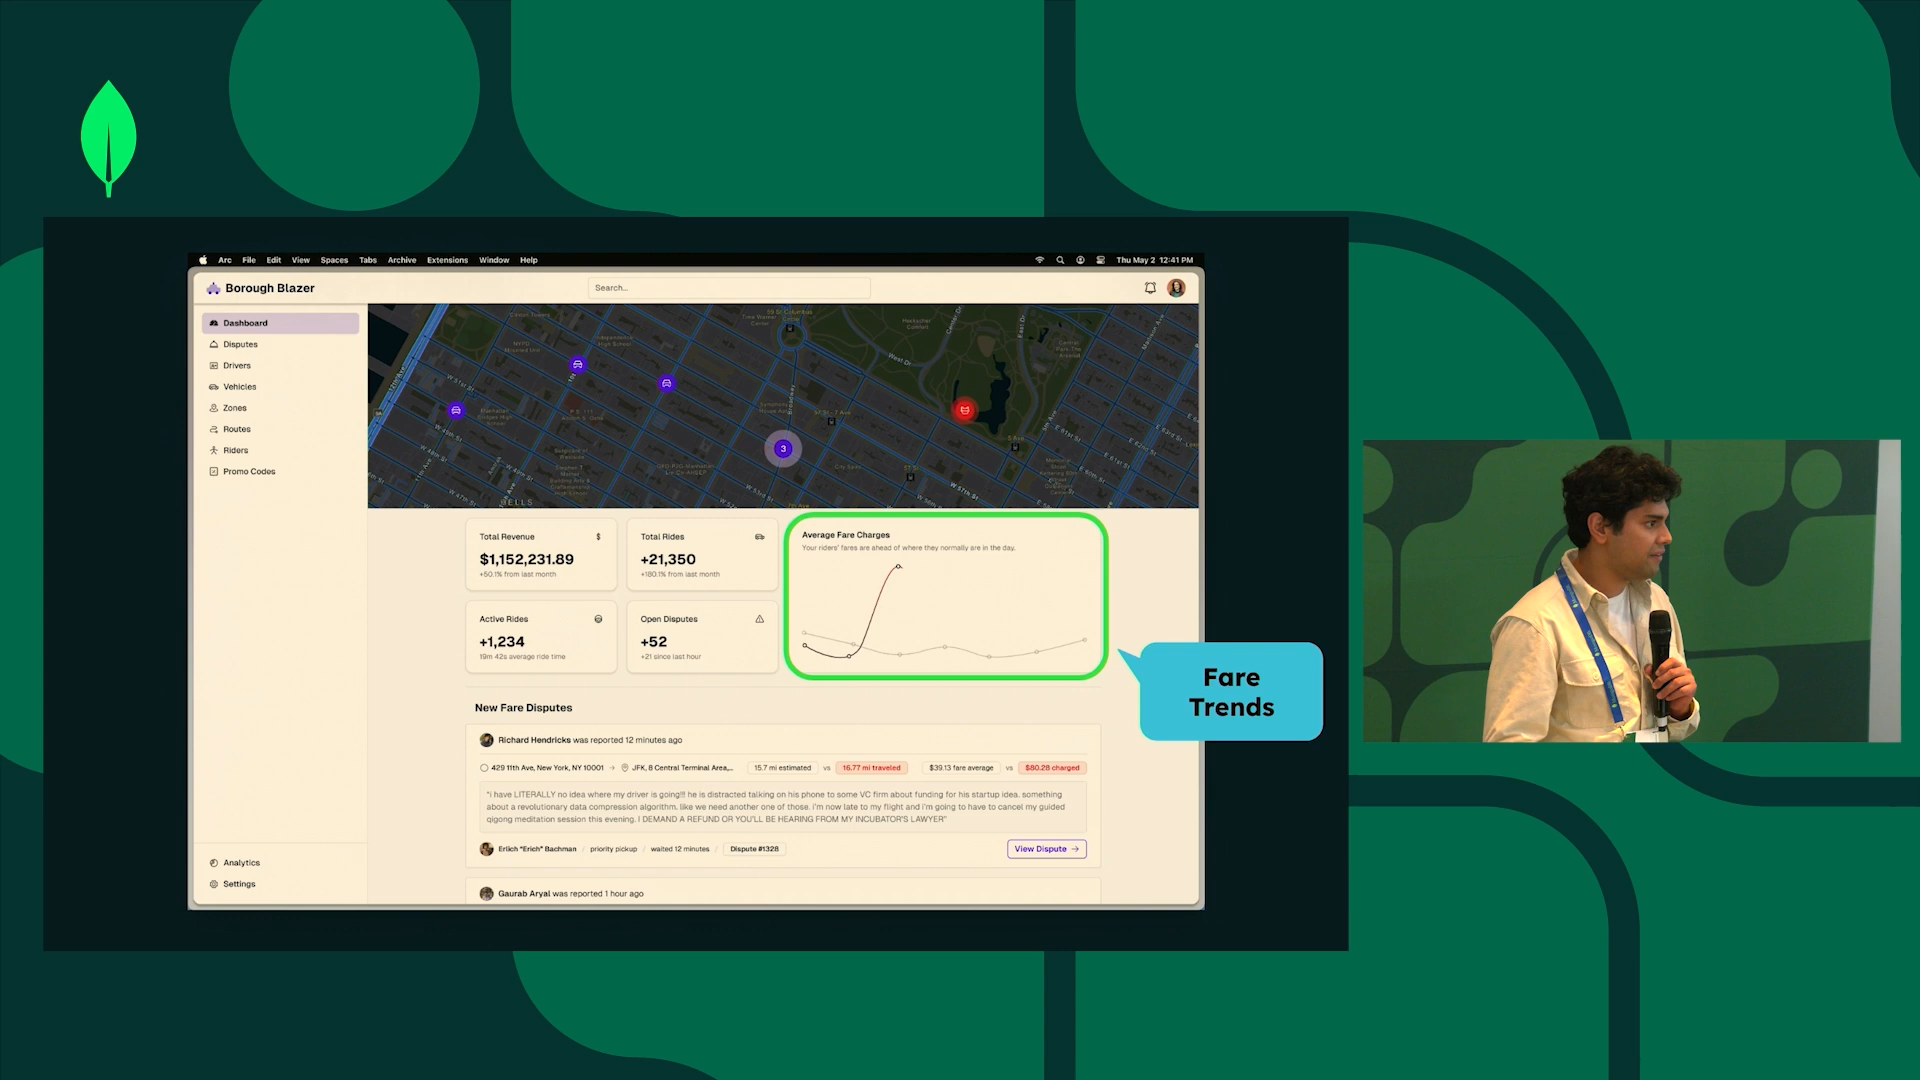 Arc File Edit View Spaces Tabs Archive Extensions Window Help
Thu May 2 12:41 PM
Borough Blazer
Search...
Dashboard
Disputes
Drivers
Vehicles
Zones
Routes
Riders
Promo Codes
Analytics
Settings
3
Total Revenue $
$1,152,231.89
+50.1% from last month
Total Rides
+21,350
+180.1% from last month
Active Rides
+1,234
19m 42s average ride time
Open Disputes
+52
+21 since last hour
Average Fare Charges
Your riders' fares are ahead of where they normally are in the day.
Fare
Trends
New Fare Disputes
Richard Hendricks was reported 12 minutes ago
429 11th Ave, New York, NY 10001 → JFK, 8 Central Terminal Area,... 15.7 mi estimated vs 16.77 mi traveled $39.13 fare average vs $80.28 charged
"i have LITERALLY no idea where my driver is going!!! he is distracted talking on his phone to some VC firm about funding for his startup idea. something
about a revolutionary data compression algorithm. like we need another one of those. i'm now late to my flight and i'm going to have to cancel my guided
qigong meditation session this evening. I DEMAND A REFUND OR YOU'LL BE HEARING FROM MY INCUBATOR'S LAWYER"
Erlich "Erich" Bachman / priority pickup / waited 12 minutes / Dispute #1328
View Dispute →
Gaurab Aryal was reported 1 hour ago